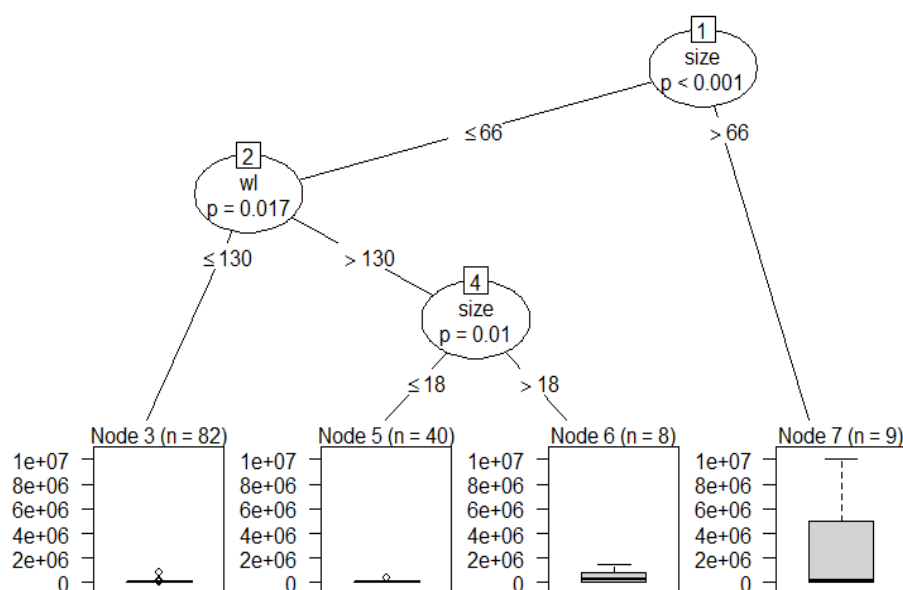 1
size
p < 0.001
≤ 66
> 66
2
wl
p = 0.017
≤ 130
> 130
4
size
p = 0.01
≤ 18
> 18
Node 3 (n = 82)
1e+07
8e+06
6e+06
4e+06
2e+06
0
Node 5 (n = 40)
1e+07
8e+06
6e+06
4e+06
2e+06
0
Node 6 (n = 8)
1e+07
8e+06
6e+06
4e+06
2e+06
0
Node 7 (n = 9)
1e+07
8e+06
6e+06
4e+06
2e+06
0